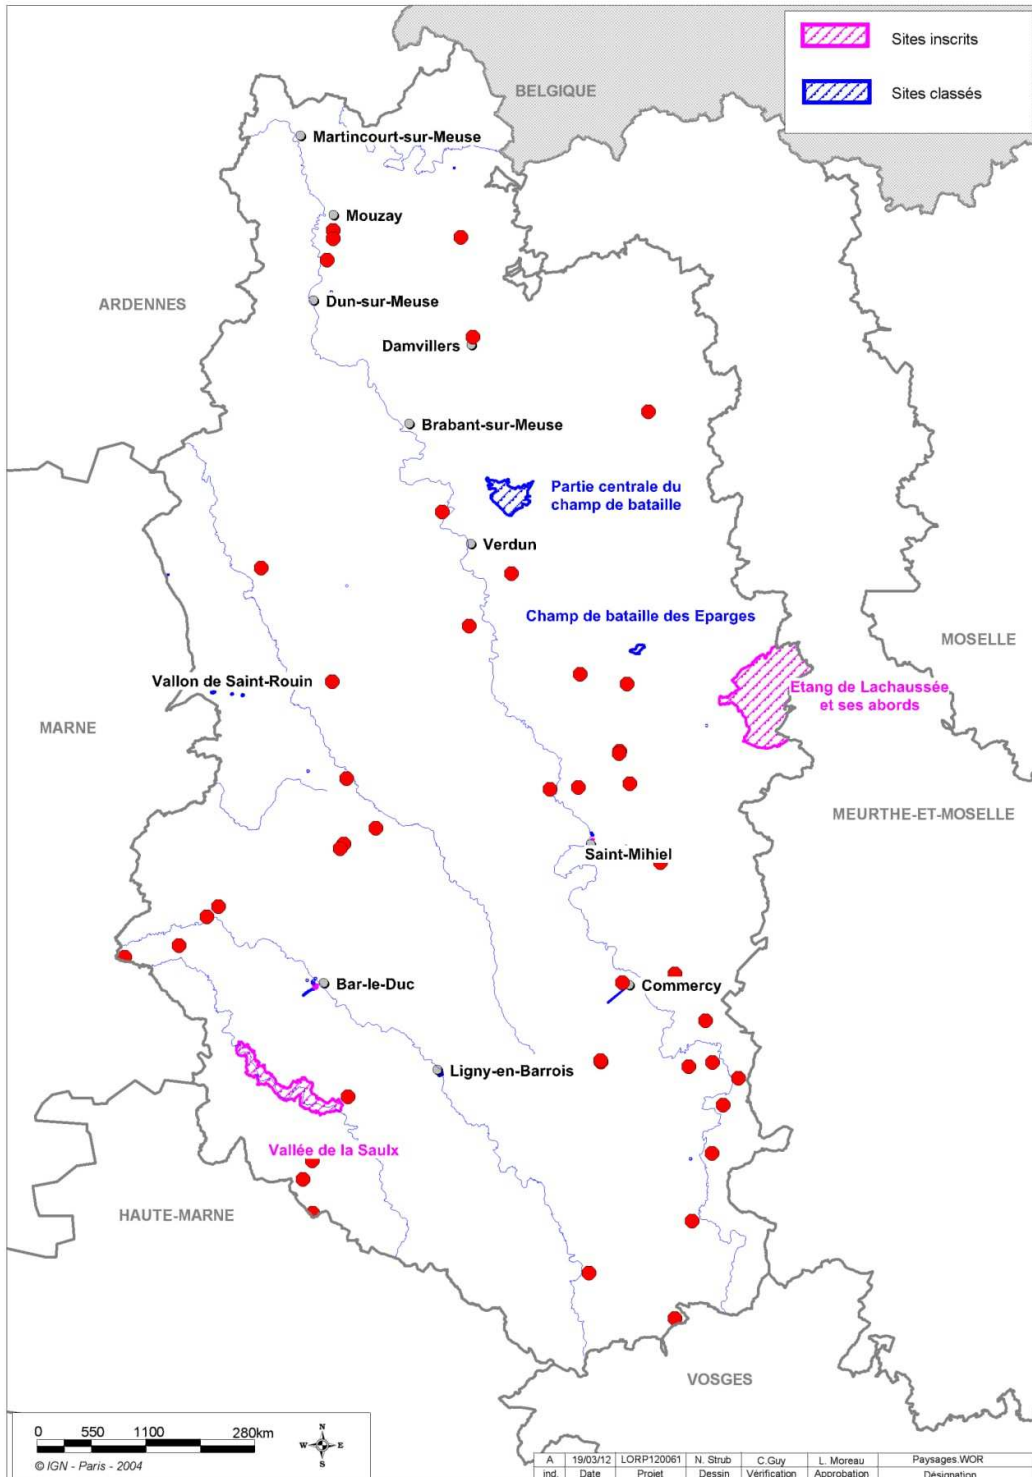 Sites inscrits
Sites classés
BELGIQUE
Martincourt-sur-Meuse
Mouzay
ARDENNES
Dun-sur-Meuse
Damvillers
Brabant-sur-Meuse
Partie centrale du
champ de bataille
Verdun
Champ de bataille des Eparges
MOSELLE
Vallon de Saint-Rouin
Etang de Lachaussée
et ses abords
MARNE
MEURTHE-ET-MOSELLE
Saint-Mihiel
Bar-le-Duc
Commercy
Ligny-en-Barrois
Vallée de la Saulx
HAUTE-MARNE
VOSGES
0 550 1100 280km
N
W E
S
© IGN - Paris - 2004
A 19/03/12 LORP120061 N. Strub C.Guy L. Moreau Paysages.WOR
ind. Date Projet Dessin Vérification Approbation Désignation